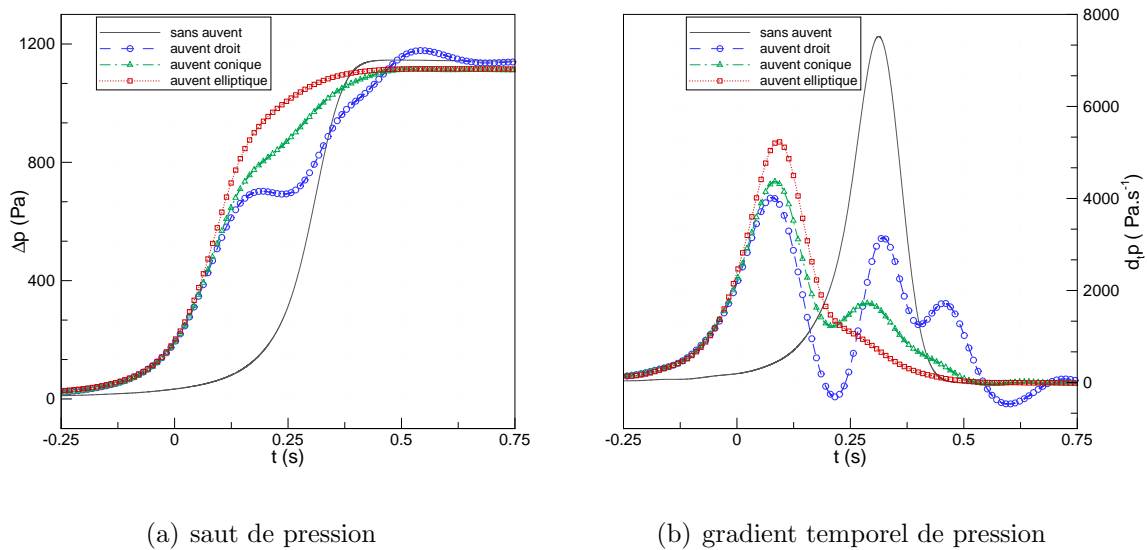 sans auvent
auvent droit
auvent conique
auvent elliptique
1200
800
400
0
Δp (Pa)
-0.25 0 0.25 0.5 0.75
t (s)
(a) saut de pression
sans auvent
auvent droit
auvent conique
auvent elliptique
8000
6000
4000
2000
0
dtp ( Pa.s-1)
-0.25 0 0.25 0.5 0.75
t (s)
(b) gradient temporel de pression